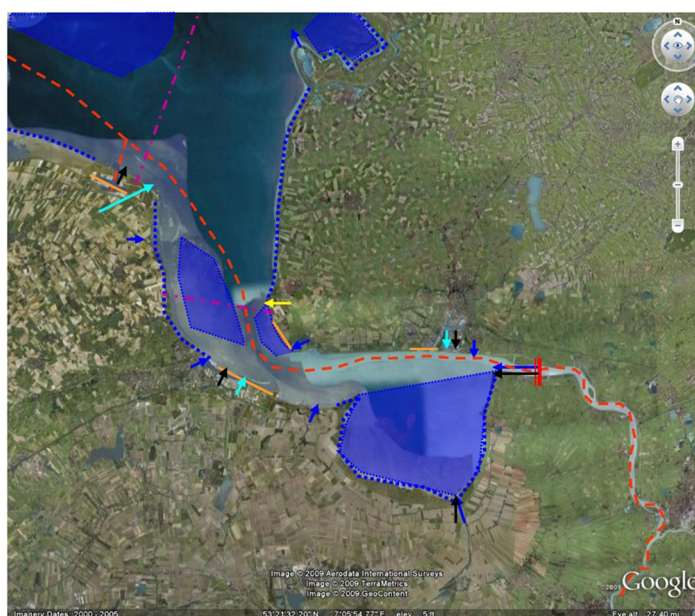 N
Image © 2009 Aerodata International Surveys
Image © 2009 TerraMetrics
Image © 2009 GeoContent
2009 Google
Imagery Dates: 2000 - 2005
53°21'32.20"N 7°05'54.77"E elev 5 ft
Eye alt 27.40 mi